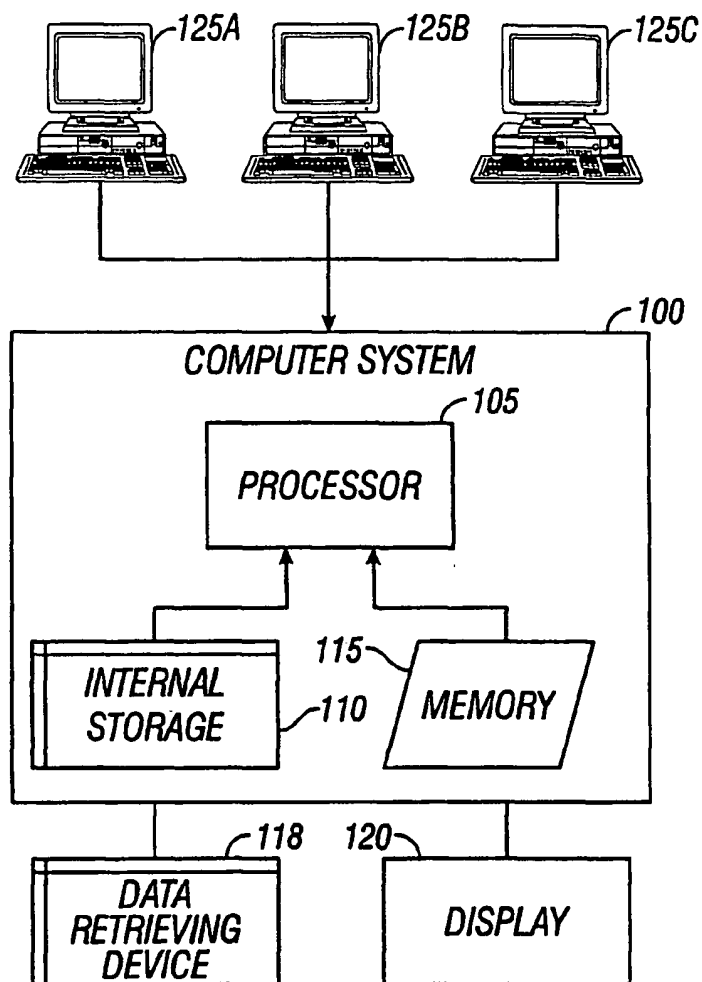 125A
125B
125C
100
COMPUTER SYSTEM
105
PROCESSOR
115
INTERNAL
STORAGE
110
MEMORY
118
120
DATA
RETRIEVING
DEVICE
DISPLAY